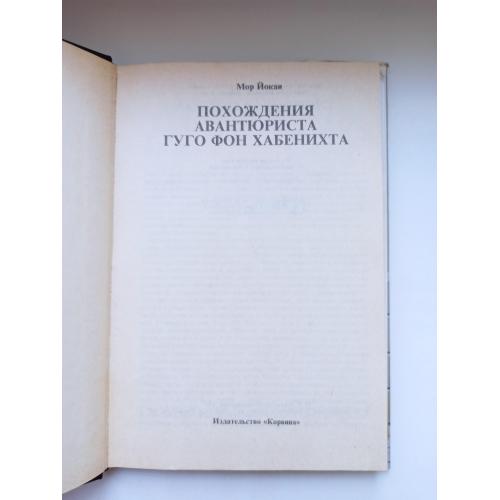 Мор Йокаи
ПОХОЖДЕНИЯ
АВАНТЮРИСТА
ГУГО ФОН ХАБЕНИХТА
Издательство «Корвина»